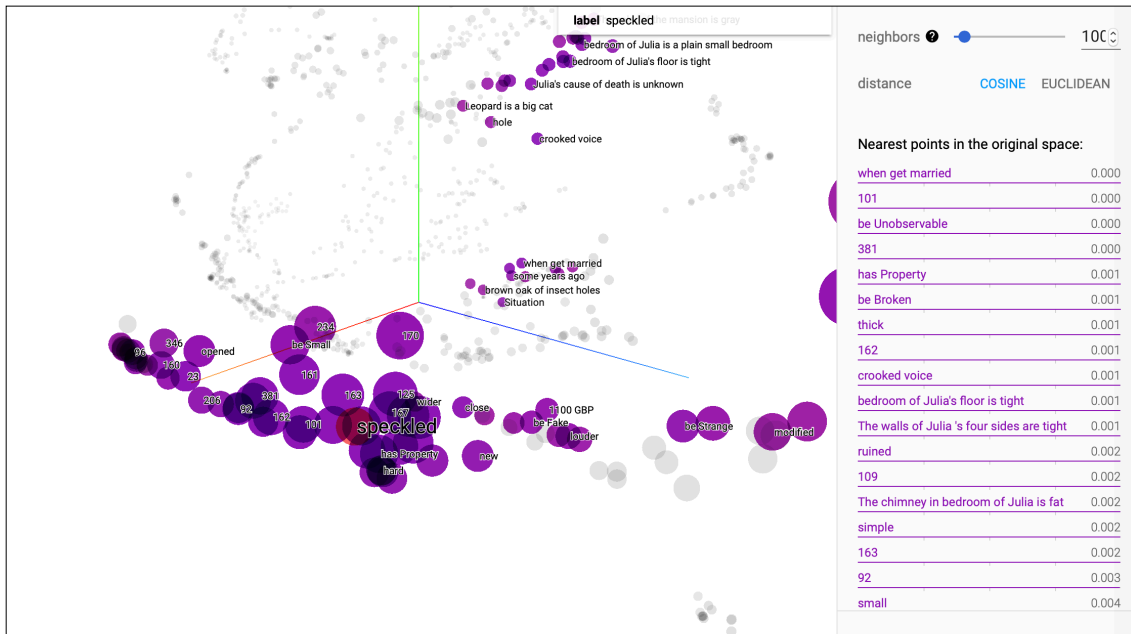 label speckled
the mansion is gray
bedroom of Julia is a plain small bedroom
bedroom of Julia's floor is tight
Julia's cause of death is unknown
Leopard is a big cat
hole
crooked voice
when get married
some years ago
brown oak of insect holes
Situation
234
be Small
170
346
opened
96
160
23
161
206
92
381
162
101
163
125
wider
167
speckled
has Property
hard
close
new
1100 GBP
be Fake
louder
be Strange
modified
neighbors ?
100
distance COSINE EUCLIDEAN
Nearest points in the original space:
when get married 0.000
101 0.000
be Unobservable 0.000
381 0.000
has Property 0.001
be Broken 0.001
thick 0.001
162 0.001
crooked voice 0.001
bedroom of Julia's floor is tight 0.001
The walls of Julia 's four sides are tight 0.001
ruined 0.002
109 0.002
The chimney in bedroom of Julia is fat 0.002
simple 0.002
163 0.002
92 0.003
small 0.004